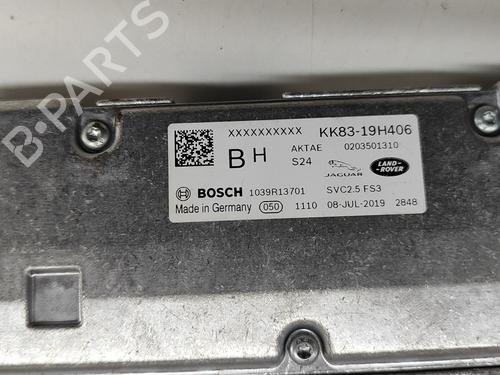 XXXXXXXXXX KK83-19H406
B H AKTAE 0203501310
S24 JAGUAR LAND-ROVER
BOSCH 1039R13701 SVC2.5 FS3
Made in Germany 050 1110 08-JUL-2019 2848
B-PARTS